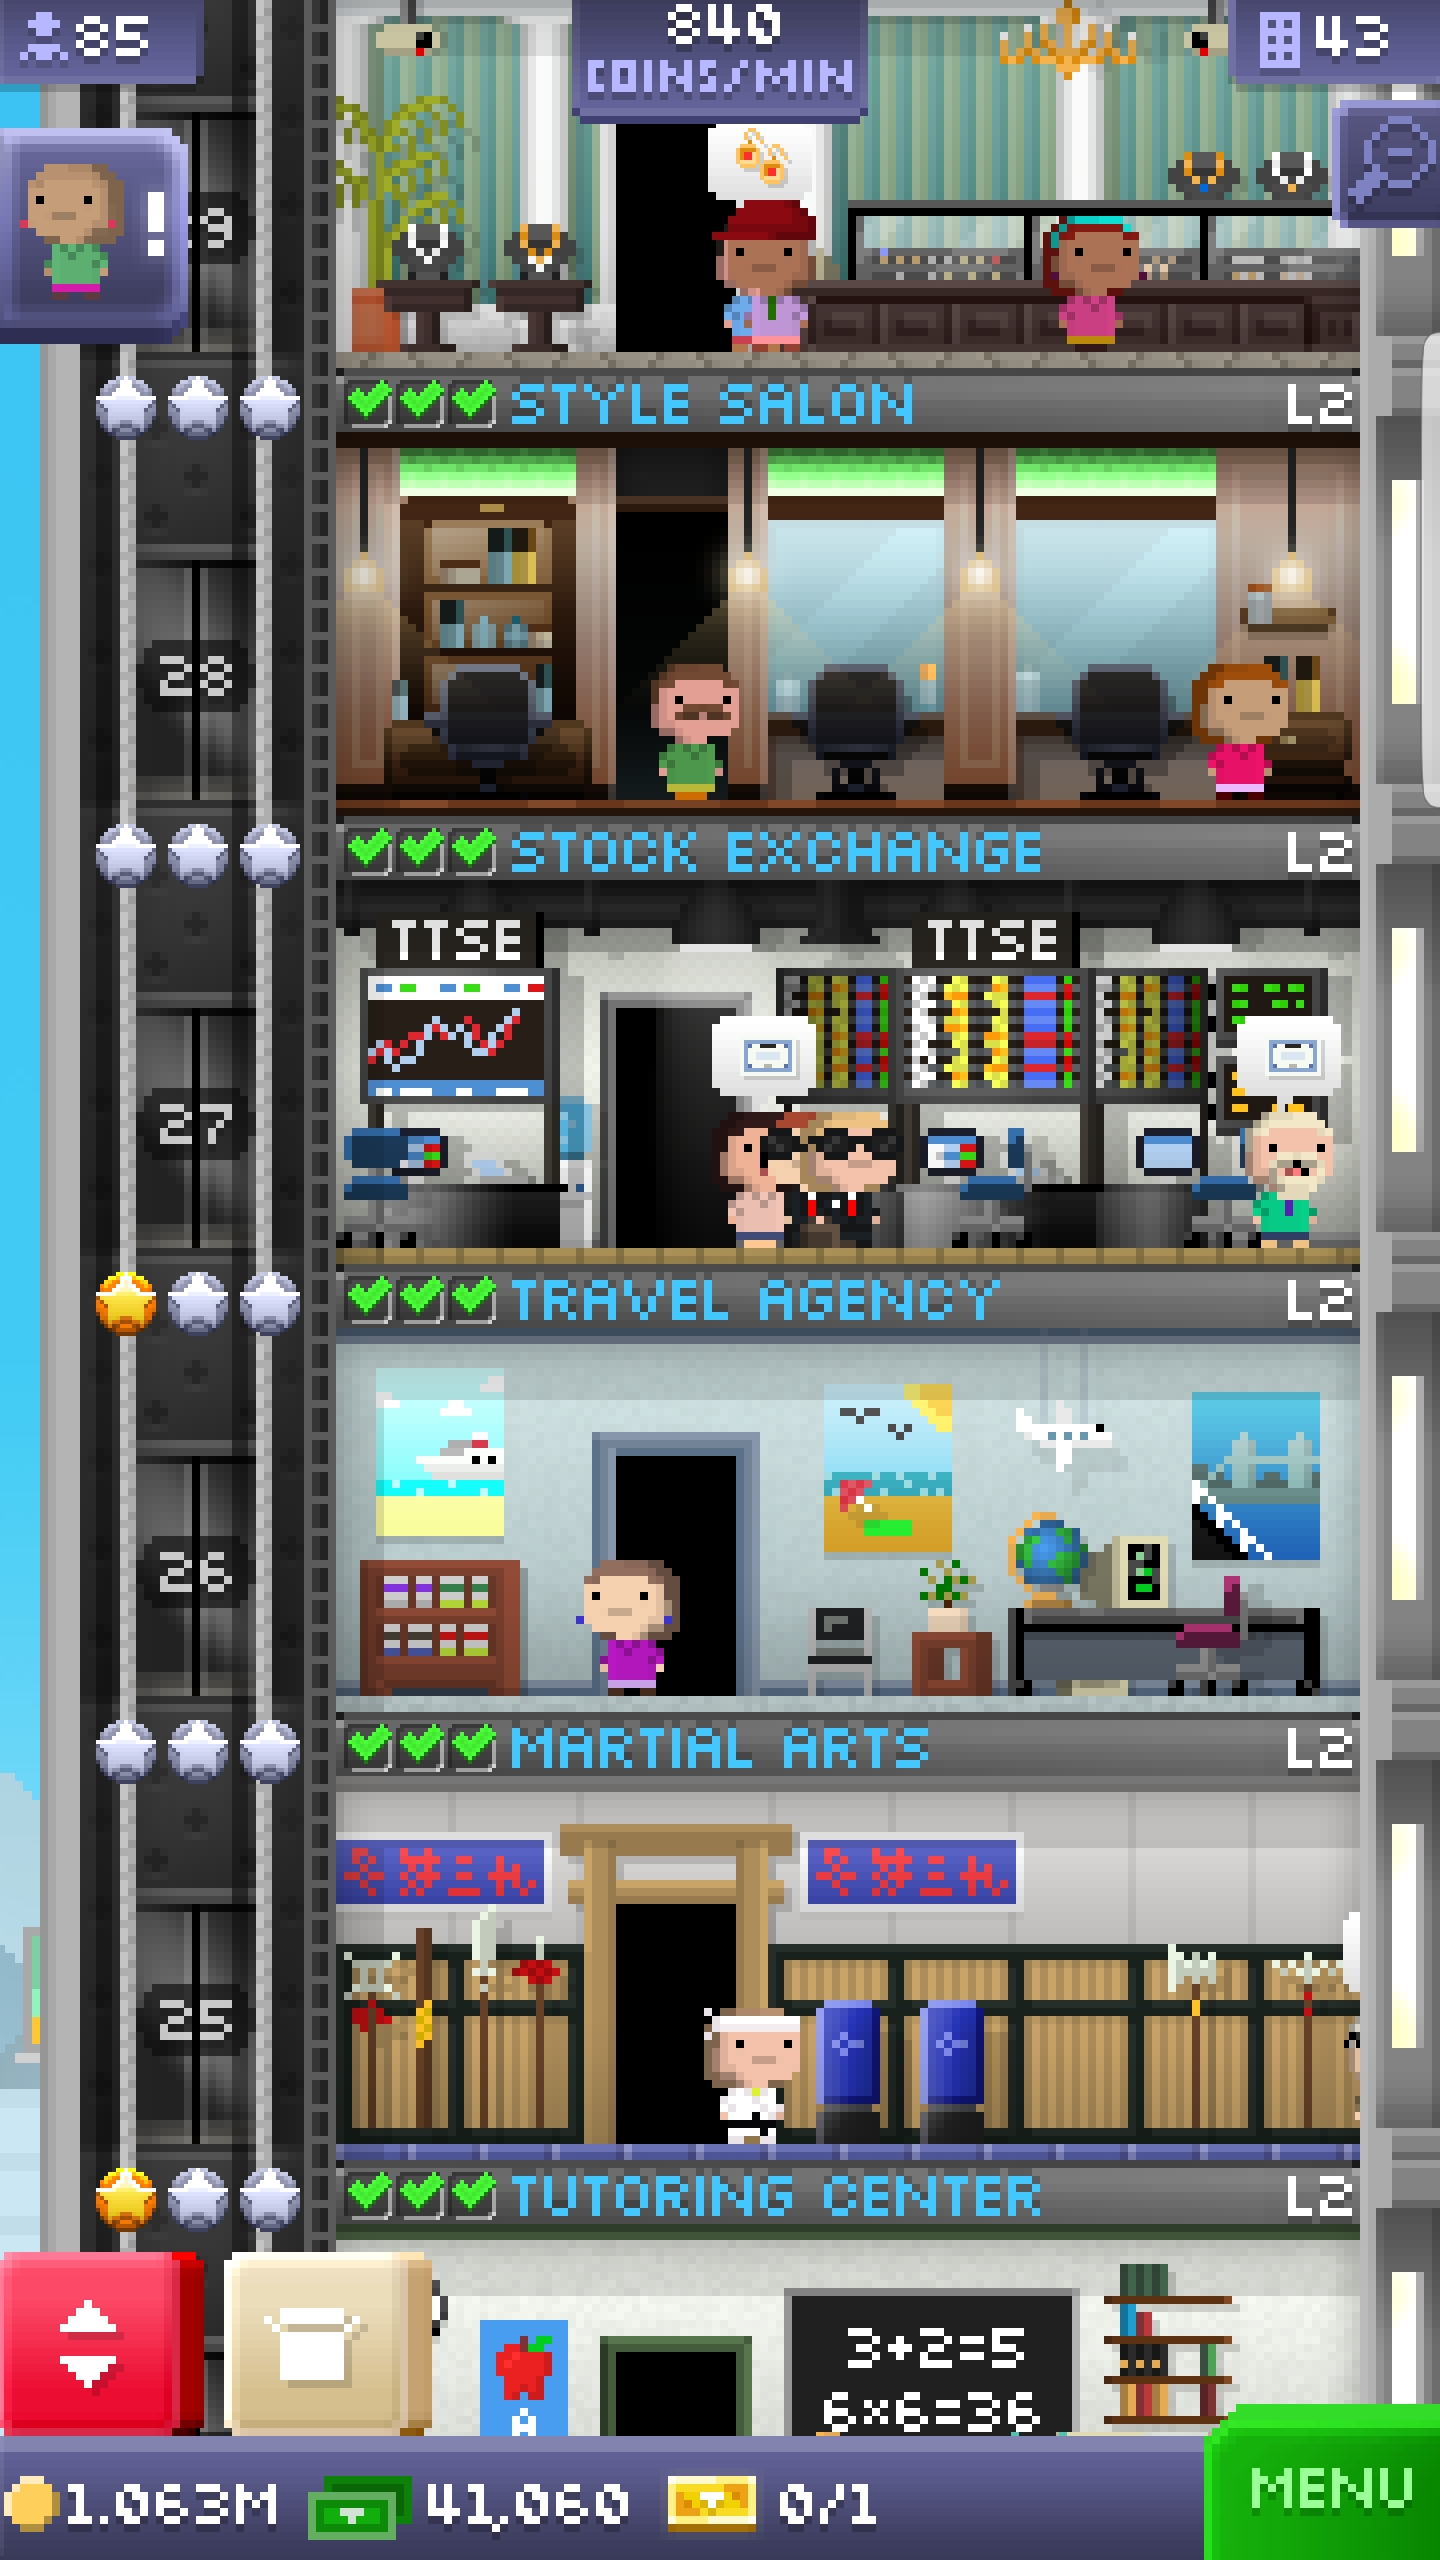 85
840
COINS/MIN
43
!
STYLE SALON L2
28
STOCK EXCHANGE L2
TTSE TTSE
27
TRAVEL AGENCY L2
26
MARTIAL ARTS L2
25
TUTORING CENTER L2
3+2=5
6x6=36
A
1.063M 41,060 0/1
MENU